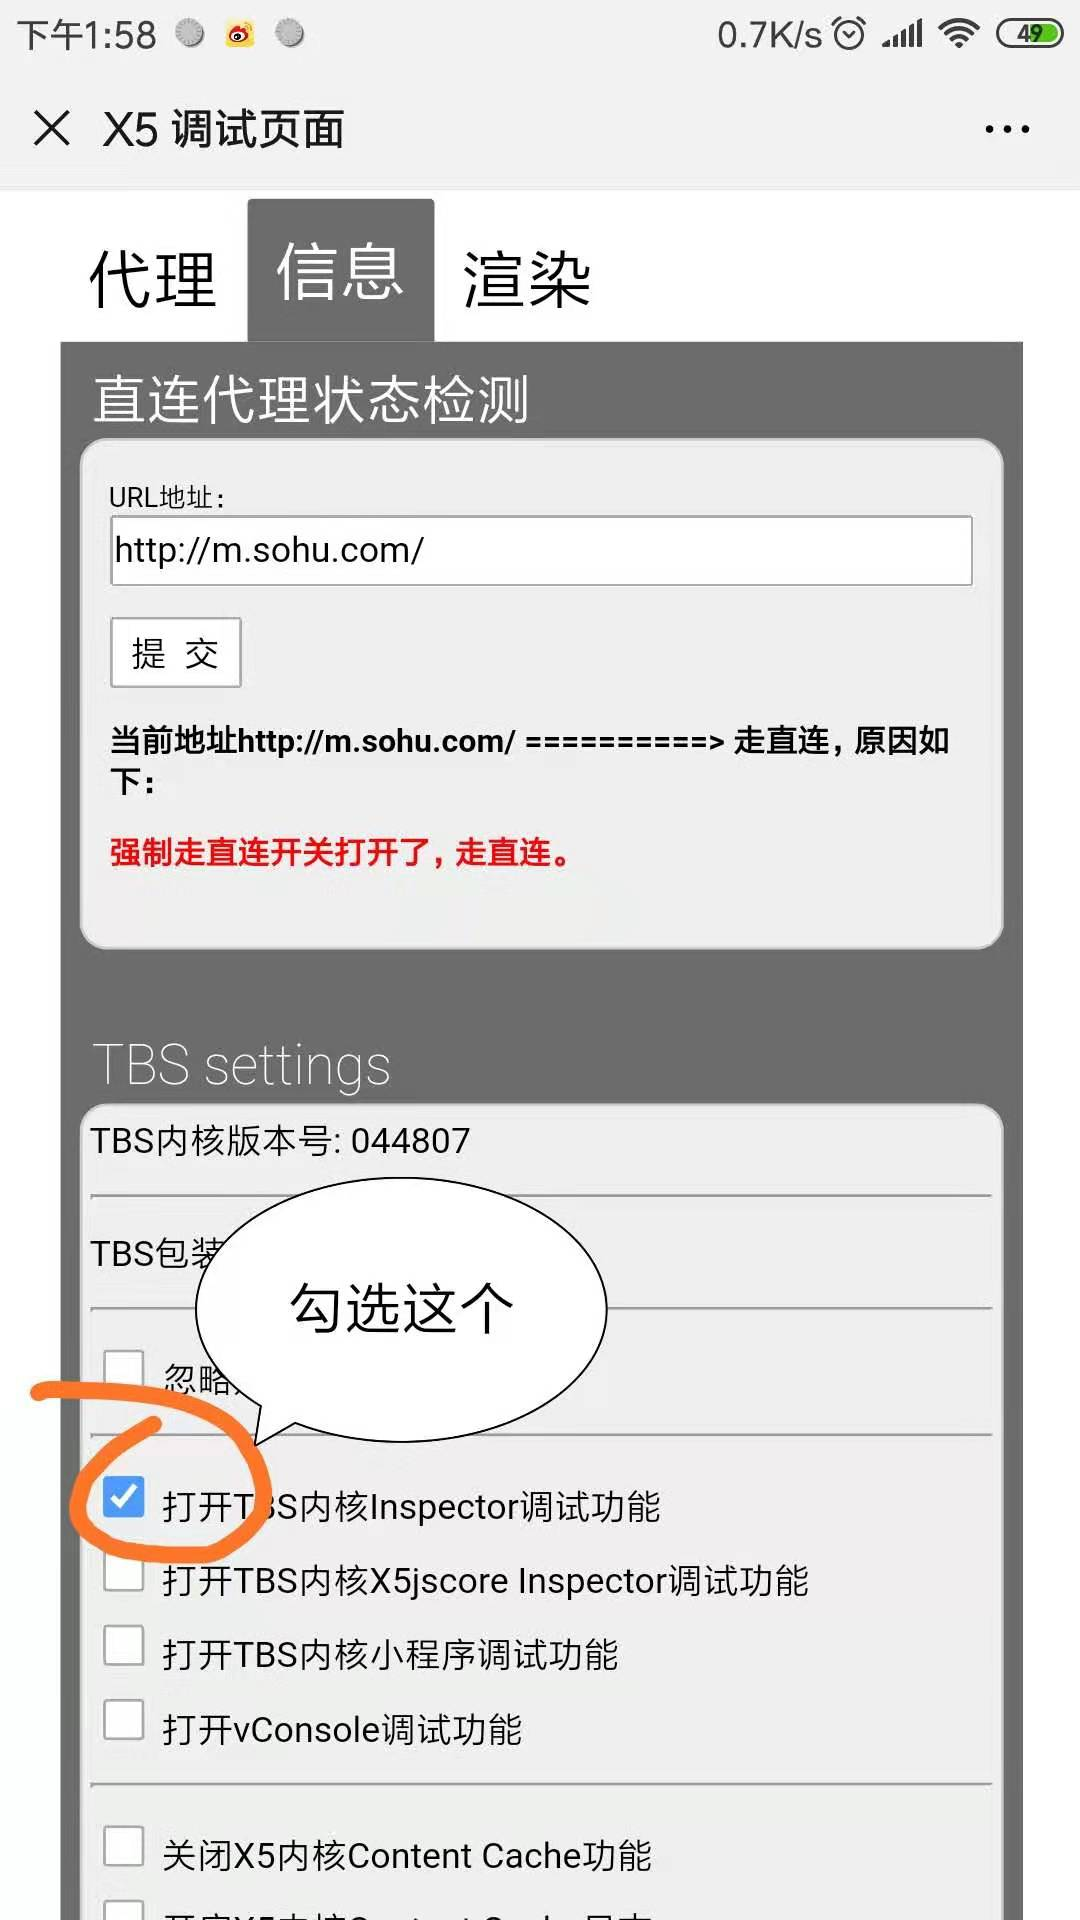 下午1:58
0.7K/s
49
X5 调试页面
代理 信息 渲染
直连代理状态检测
URL地址：
http://m.sohu.com/
提 交
当前地址http://m.sohu.com/ ==========> 走直连，原因如
下：
强制走直连开关打开了，走直连。
TBS settings
TBS内核版本号: 044807
TBS包装
勾选这个
忽略
打开TBS内核Inspector调试功能
打开TBS内核X5jscore Inspector调试功能
打开TBS内核小程序调试功能
打开vConsole调试功能
关闭X5内核Content Cache功能